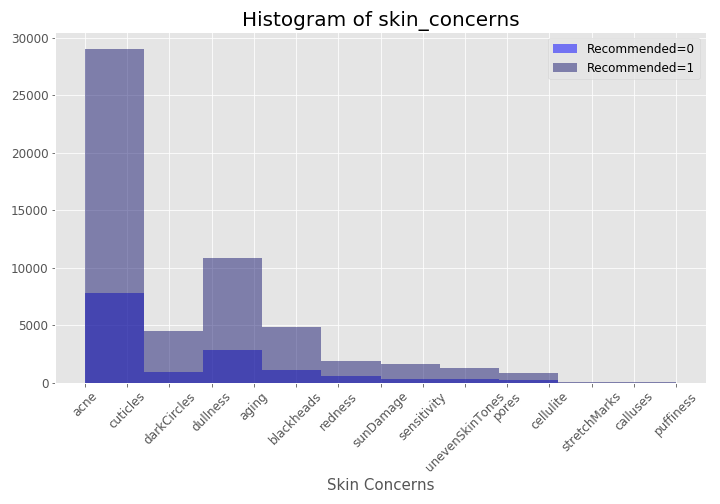 Histogram of skin_concerns
Recommended=0
Recommended=1
30000
25000
20000
15000
10000
5000
0
acne
cuticles
darkCircles
dullness
aging
blackheads
redness
sunDamage
sensitivity
unevenSkinTones
pores
cellulite
stretchMarks
calluses
puffiness
Skin Concerns